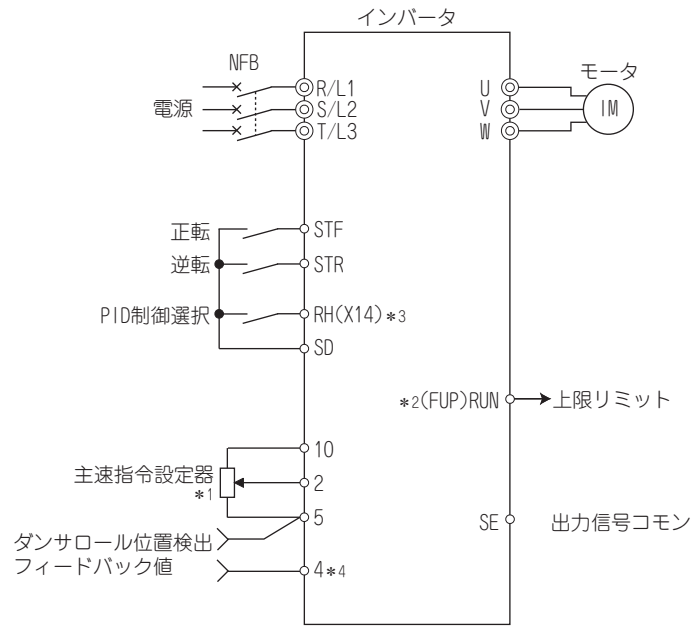 インバータ
NFB
電源
R/L1
S/L2
T/L3
U
V
W
モータ
IM
正転
STF
逆転
STR
PID制御選択
RH(X14)*3
SD
*2(FUP)RUN
上限リミット
主速指令設定器
*1
10
2
5
SE
出力信号コモン
ダンサロール位置検出
フィードバック値
4*4